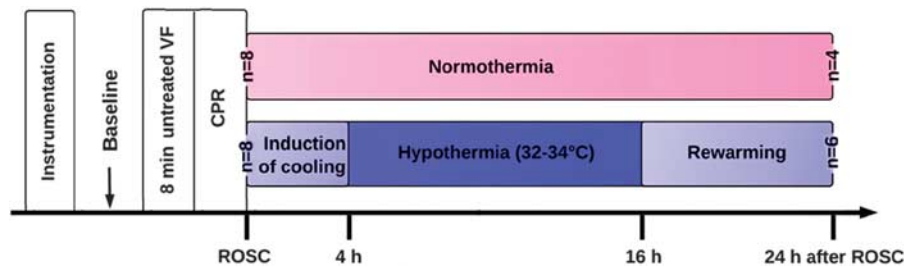 Instrumentation
Baseline
8 min untreated VF
CPR
n=8
Normothermia
n=4
n=8
Induction
of cooling
Hypothermia (32-34°C)
Rewarming
n=6
ROSC
4 h
16 h
24 h after ROSC